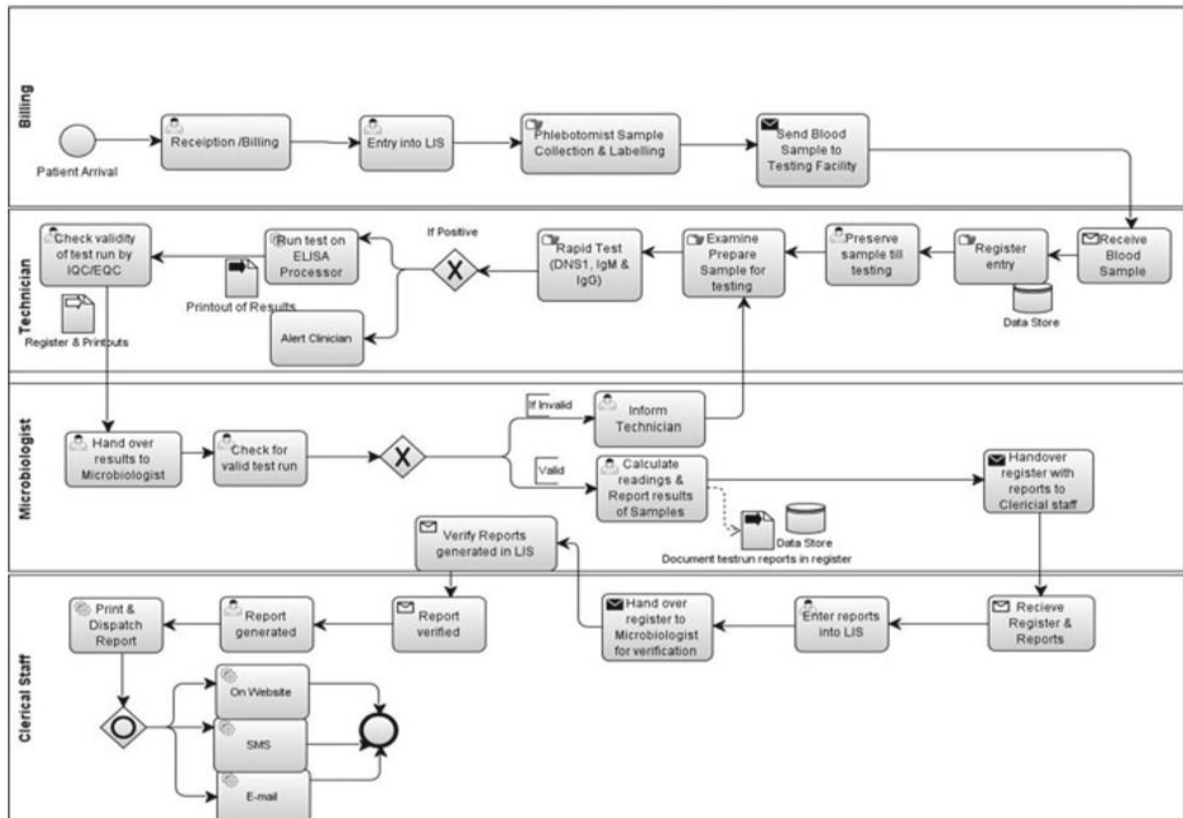 Billing
Patient Arrival
Receiption /Billing
Entry into LIS
Phlebotomist Sample
Collection & Labelling
Send Blood
Sample to
Testing Facility
Technician
Check validity
of test run by
IQC/EQC
Register & Printouts
Run test on
ELISA
Processor
Printout of Results
Alert Clinician
If Positive
X
Rapid Test
(DNS1, IgM &
IgG)
Examine
Prepare
Sample for
testing
Preserve
sample till
testing
Register
entry
Data Store
Receive
Blood
Sample
Microbiologist
Hand over
results to
Microbiologist
Check for
valid test run
X
If Invalid
Inform
Technician
Valid
Calculate
readings &
Report results
of Samples
Data Store
Document testrun reports in register
Handover
register with
reports to
Clericial staff
Verify Reports
generated in LIS
Clerical Staff
Print &
Dispatch
Report
Report
generated
Report
verified
Hand over
register to
Microbiologist
for verification
Enter reports
into LIS
Recieve
Register &
Reports
On Website
SMS
E-mail